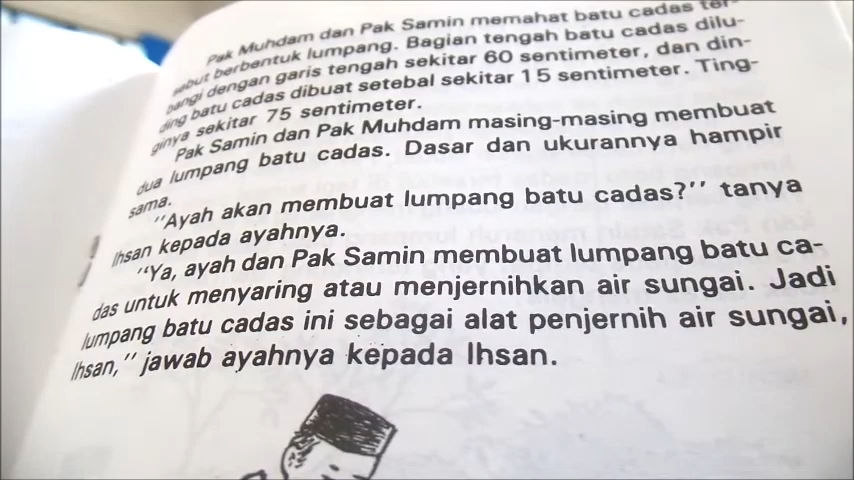 Pak Muhdam dan Pak Samin memahat batu cadas ter-
sebut berbentuk lumpang. Bagian tengah batu cadas dilu-
bangi dengan garis tengah sekitar 60 sentimeter, dan din-
ding batu cadas dibuat setebal sekitar 15 sentimeter. Ting-
ginya sekitar 75 sentimeter.
Pak Samin dan Pak Muhdam masing-masing membuat
dua lumpang batu cadas. Dasar dan ukurannya hampir
sama.
"Ayah akan membuat lumpang batu cadas?" tanya
Ihsan kepada ayahnya.
"Ya, ayah dan Pak Samin membuat lumpang batu ca-
das untuk menyaring atau menjernihkan air sungai. Jadi
lumpang batu cadas ini sebagai alat penjernih air sungai,
Ihsan," jawab ayahnya kepada Ihsan.